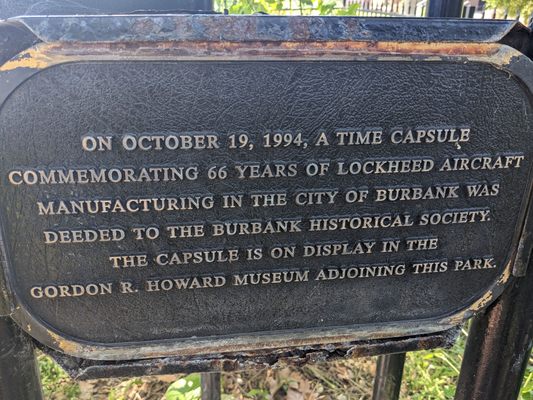 ON OCTOBER 19, 1994, A TIME CAPSULE
COMMEMORATING 66 YEARS OF LOCKHEED AIRCRAFT
MANUFACTURING IN THE CITY OF BURBANK WAS
DEEDED TO THE BURBANK HISTORICAL SOCIETY.
THE CAPSULE IS ON DISPLAY IN THE
GORDON R. HOWARD MUSEUM ADJOINING THIS PARK.